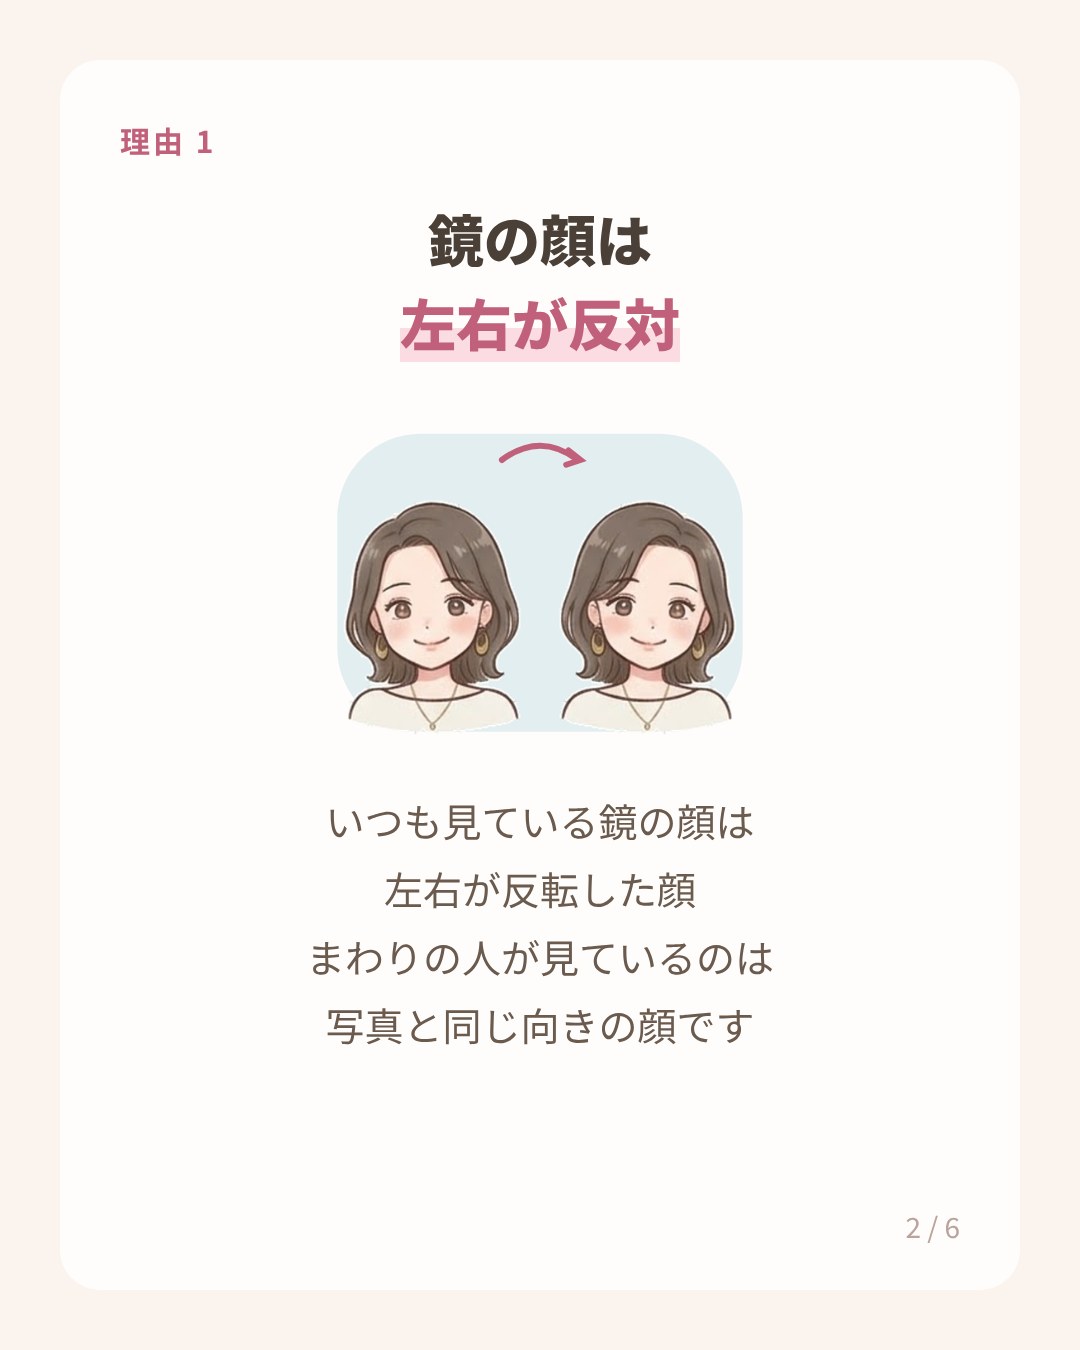 理由 1
鏡の顔は
左右が反対
いつも見ている鏡の顔は
左右が反転した顔
まわりの人が見ているのは
写真と同じ向きの顔です
2 / 6